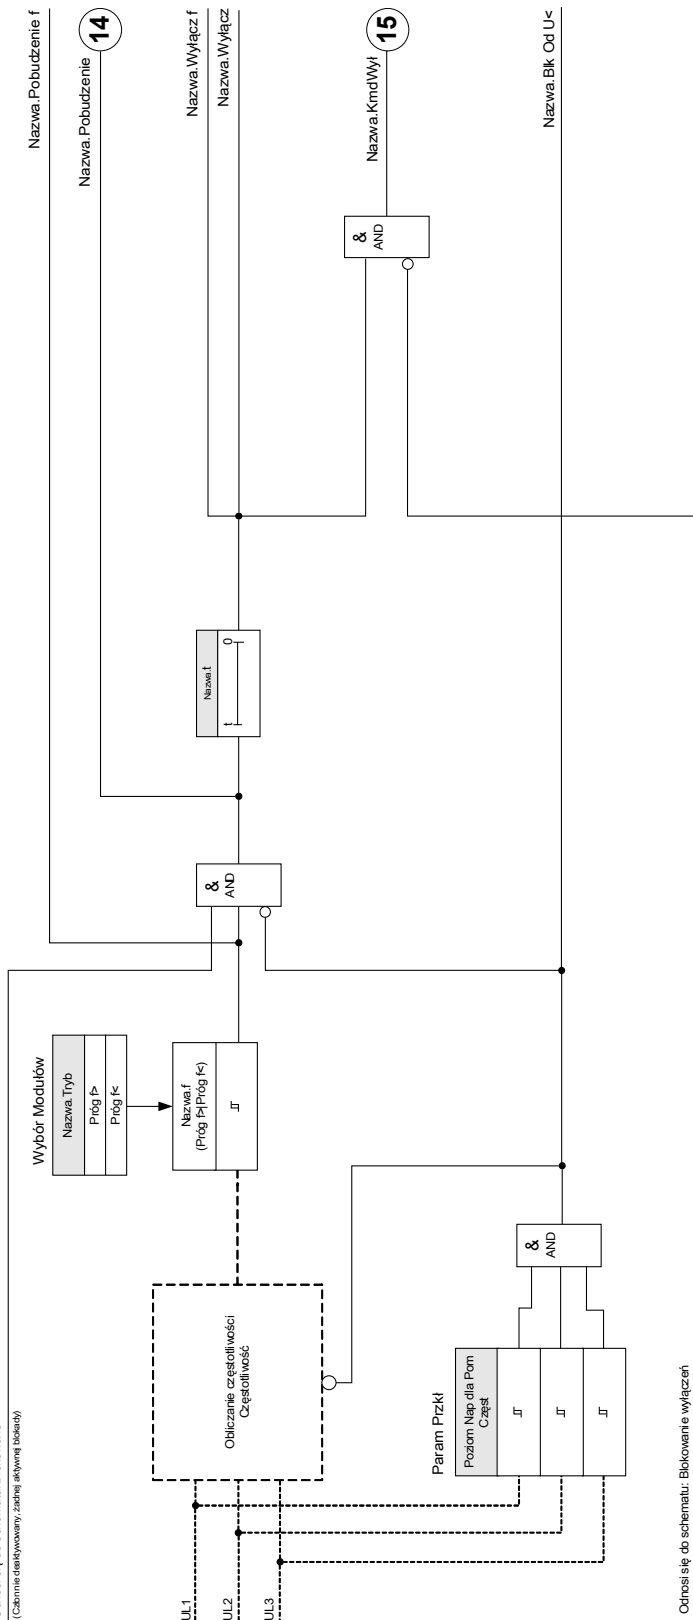 (Człon nie deaktywowany, żadnej aktywnej blokady)
UL1
UL2
UL3
Obliczanie częstotliwości
Częstotliwość
Wybór Modułów
Nazwa.Tryb
Próg f>
Próg f<
Nazwa.f
(Próg f>|Próg f<)
&
AND
Nazwa.t
t
0
Nazwa.Pobudzenie f
Nazwa.Pobudzenie
14
Nazwa.Wyłącz f
Nazwa.Wyłącz
&
AND
Nazwa.KmdWył
15
Nazwa.Blk Od U<
Param Przkł
Poziom Nap dla Pom
Częst
&
AND
Odnosi się do schematu: Blokowanie wyłączeń